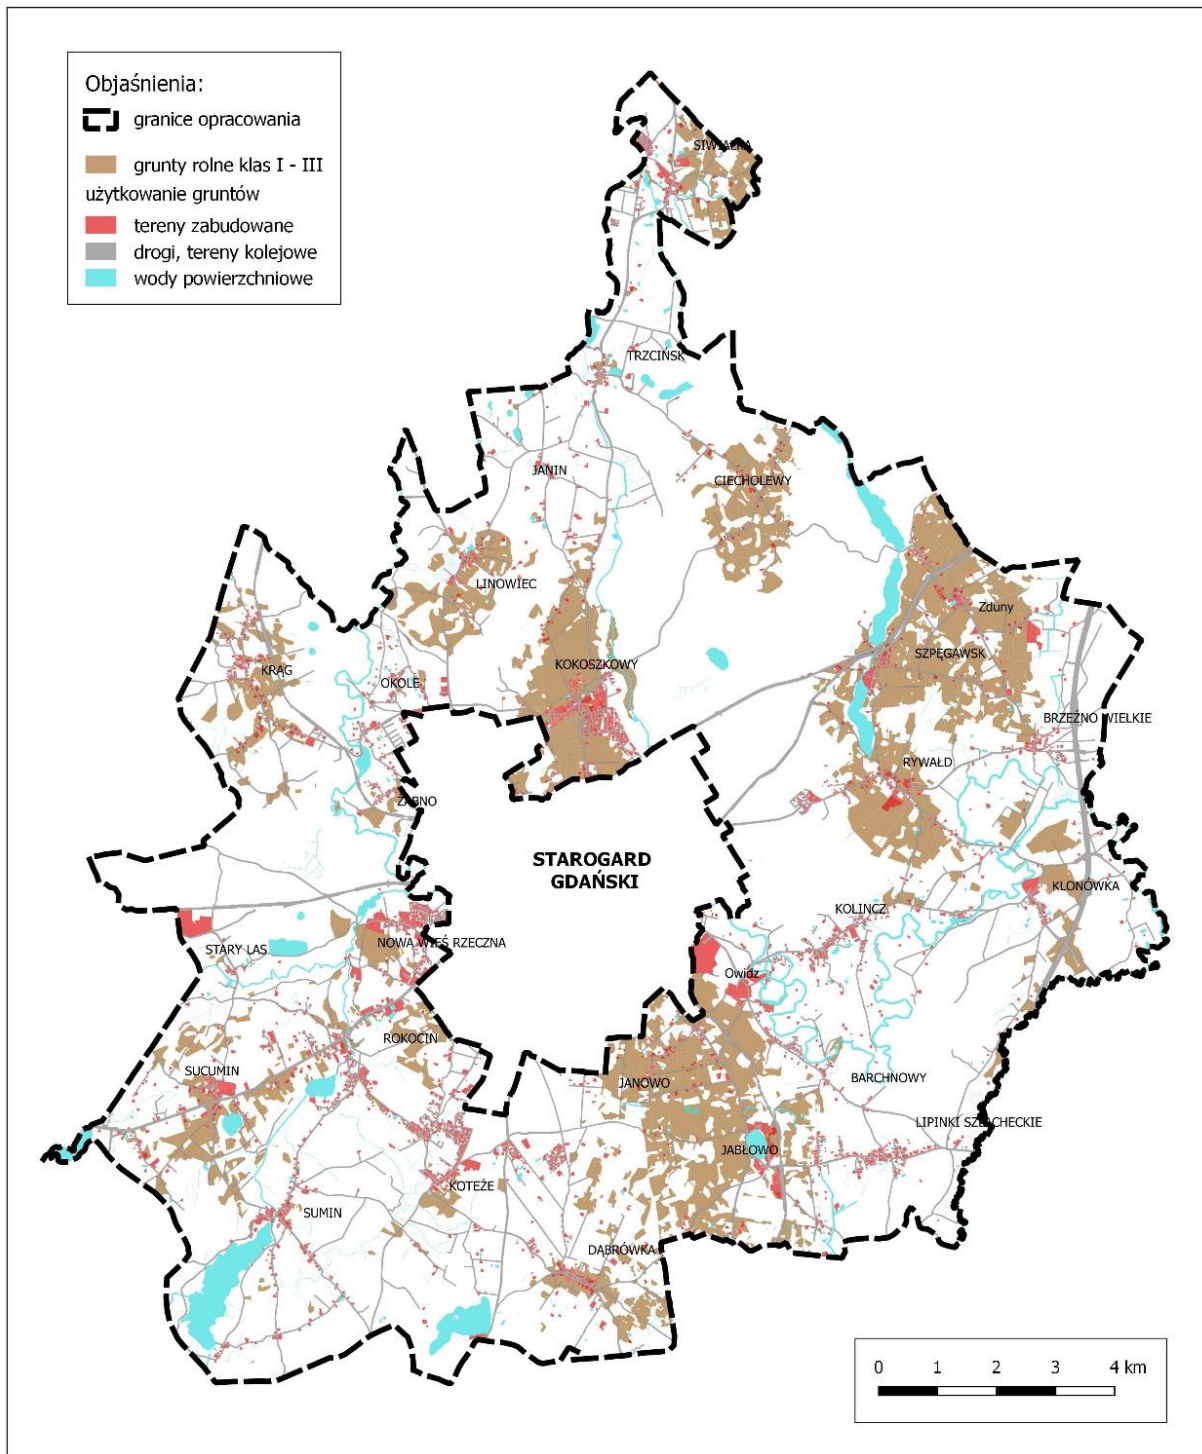 Objaśnienia:
granice opracowania
grunty rolne klas I - III
użytkowanie gruntów
tereny zabudowane
drogi, tereny kolejowe
wody powierzchniowe
SIWIAŁKA
TRZCIŃSK
JANIN
CIECHOLEWY
LINOWIEC
Zduny
KOKOSZKOWY
SZPĘGAWSK
KRĄG
OKOLE
BRZEŹNO WIELKIE
RYWAŁD
ŻABNO
STAROGARD
GDAŃSKI
KLONÓWKA
KOLINCZ
NOWA WIEŚ RZECZNA
STARY LAS
Owidz
ROKOCIN
SUCUMIN
JANOWO
BARCHNOWY
LIPINKI SZLACHECKIE
JABŁOWO
KOTEŻE
SUMIN
DĄBRÓWKA
0 1 2 3 4 km